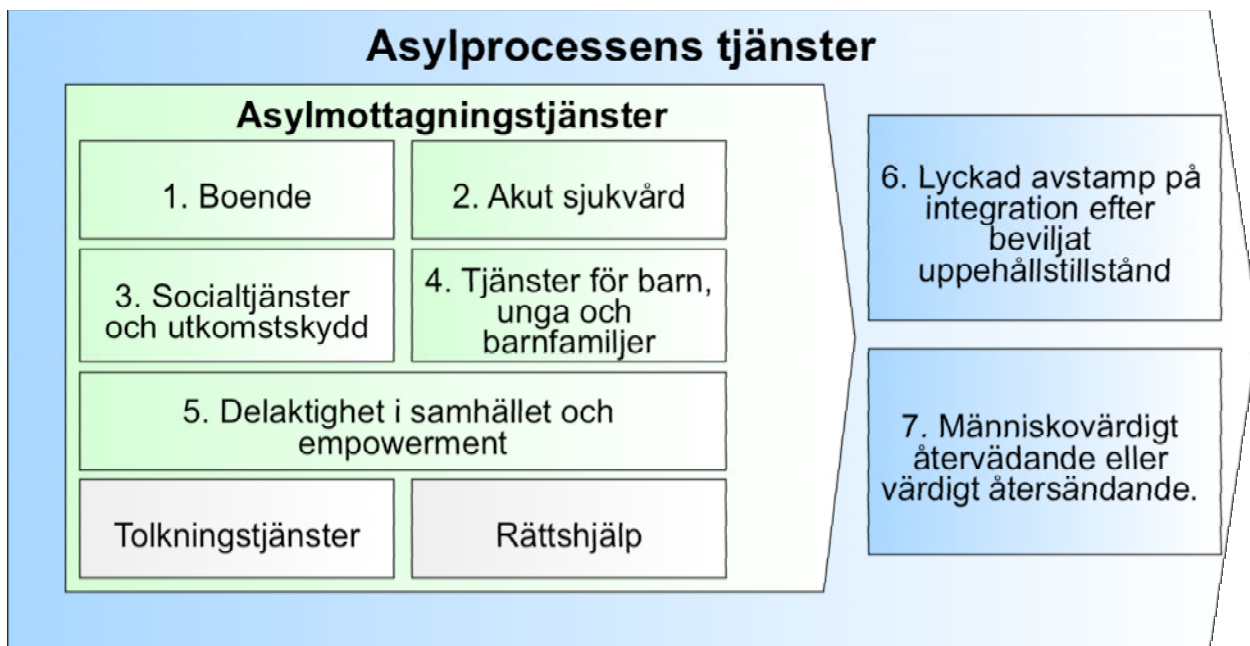 Asylprocessens tjänster
Asylmottagningstjänster
1. Boende
2. Akut sjukvård
3. Socialtjänster
och utkomstskydd
4. Tjänster för barn,
unga och
barnfamiljer
5. Delaktighet i samhället och
empowerment
Tolkningstjänster
Rättshjälp
6. Lyckad avstamp på
integration efter
beviljat
uppehållstillstånd
7. Människovärdigt
återvädande eller
värdigt återsändande.